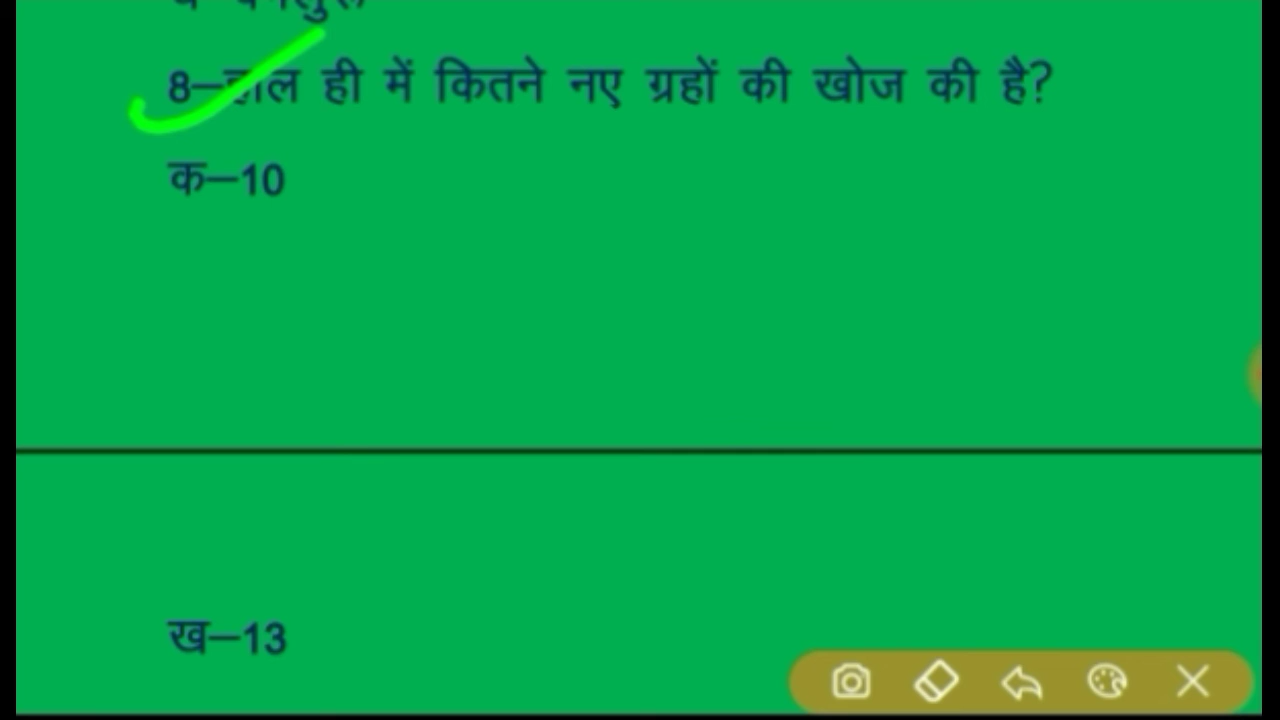 8–हाल ही में कितने नए ग्रहों की खोज की है?
क–10
ख–13